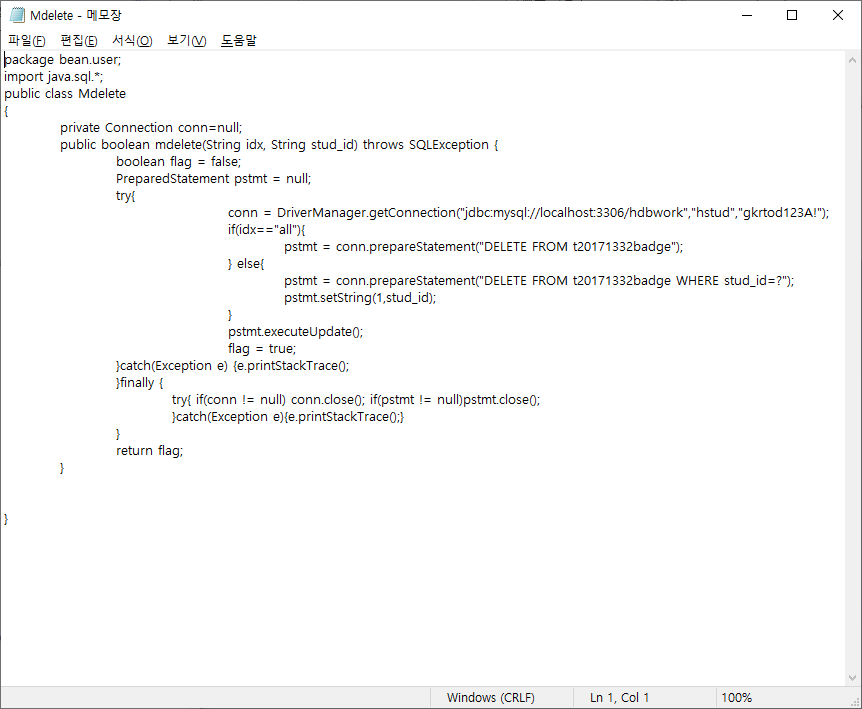 Mdelete - 메모장
파일(F) 편집(E) 서식(O) 보기(V) 도움말
package bean.user;
import java.sql.*;
public class Mdelete
{
private Connection conn=null;
public boolean mdelete(String idx, String stud_id) throws SQLException {
boolean flag = false;
PreparedStatement pstmt = null;
try{
conn = DriverManager.getConnection("jdbc:mysql://localhost:3306/hdbwork","hstud","gkrtod123A!");
if(idx=="all"){
pstmt = conn.prepareStatement("DELETE FROM t20171332badge");
} else{
pstmt = conn.prepareStatement("DELETE FROM t20171332badge WHERE stud_id=?");
pstmt.setString(1,stud_id);
}
pstmt.executeUpdate();
flag = true;
}catch(Exception e) {e.printStackTrace();
}finally {
try{ if(conn != null) conn.close(); if(pstmt != null)pstmt.close();
}catch(Exception e){e.printStackTrace();}
}
return flag;
}
}
Windows (CRLF) Ln 1, Col 1 100%